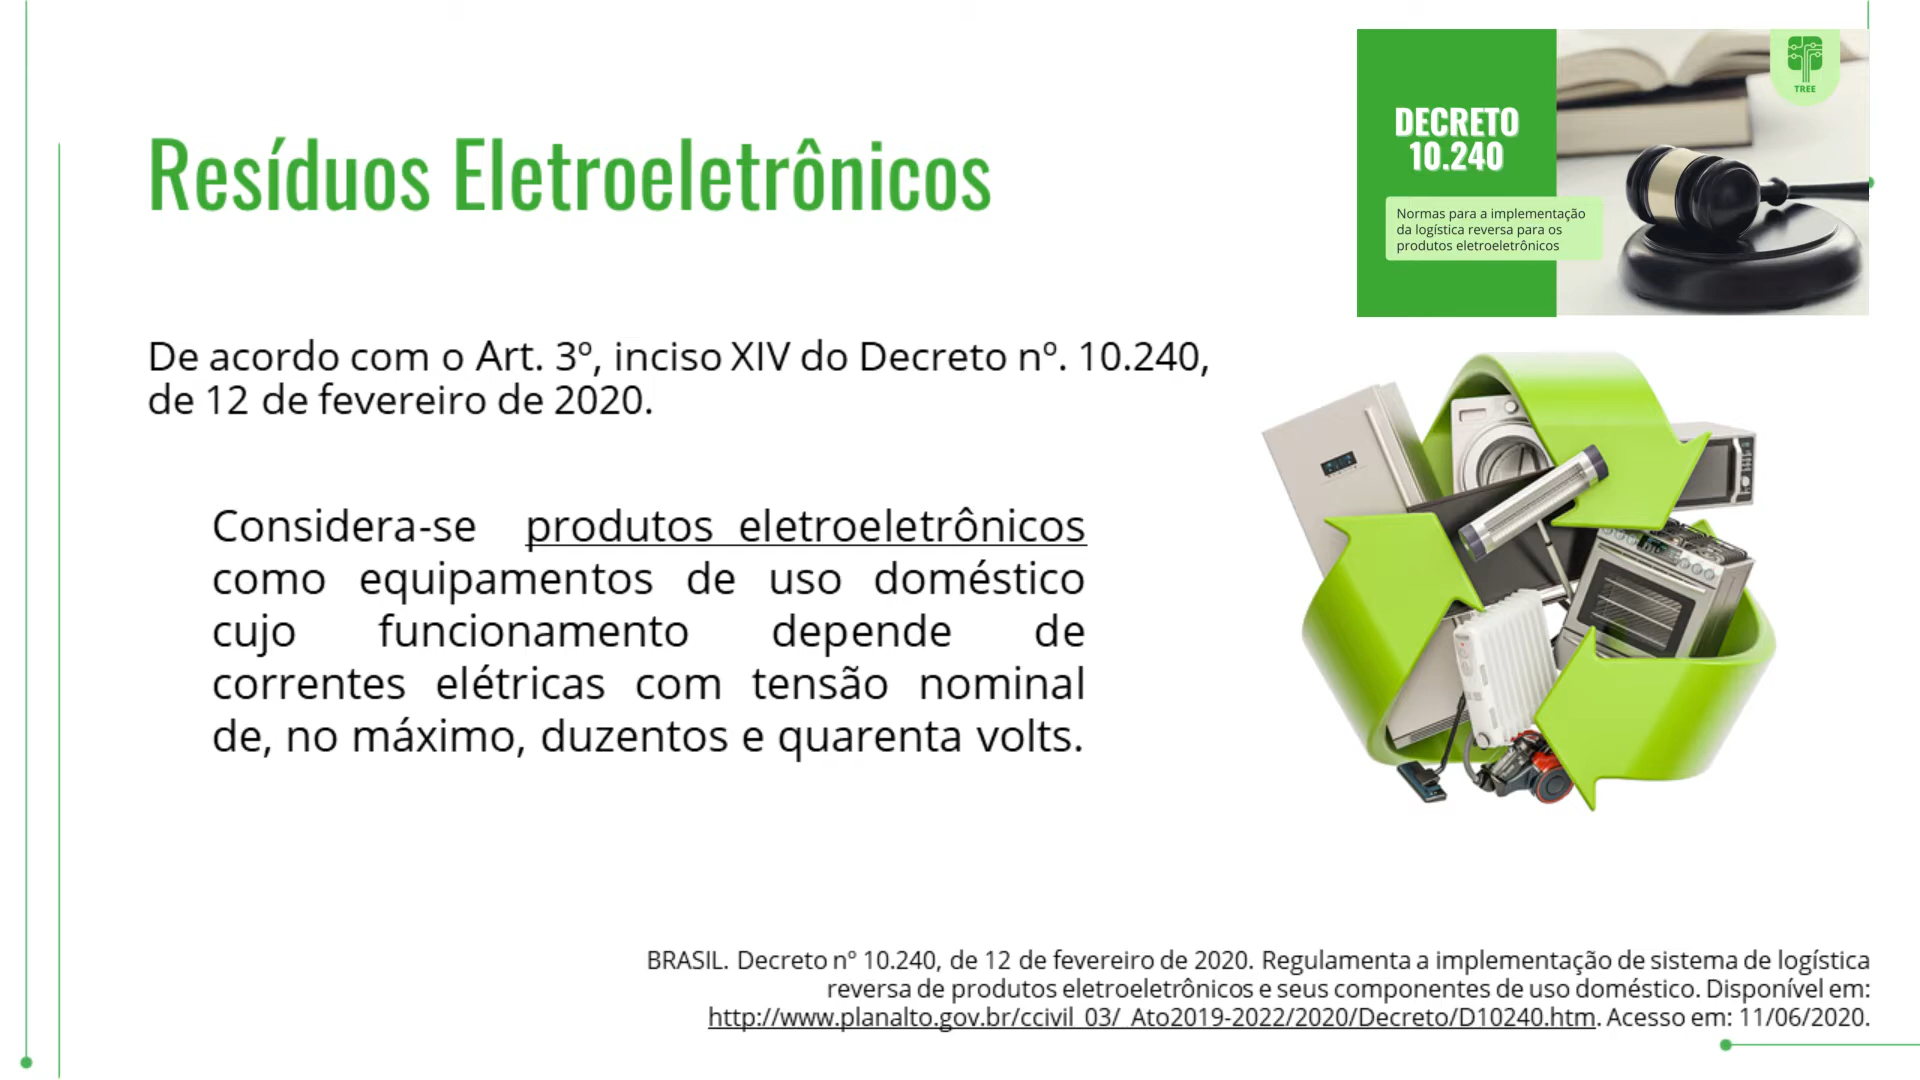 TREE
DECRETO
10.240
Normas para a implementação
da logística reversa para os
produtos eletroeletrônicos
Resíduos Eletroeletrônicos
De acordo com o Art. 3º, inciso XIV do Decreto nº. 10.240,
de 12 de fevereiro de 2020.
Considera-se produtos eletroeletrônicos
como equipamentos de uso doméstico
cujo funcionamento depende de
correntes elétricas com tensão nominal
de, no máximo, duzentos e quarenta volts.
BRASIL. Decreto nº 10.240, de 12 de fevereiro de 2020. Regulamenta a implementação de sistema de logística
reversa de produtos eletroeletrônicos e seus componentes de uso doméstico. Disponível em:
http://www.planalto.gov.br/ccivil_03/_Ato2019-2022/2020/Decreto/D10240.htm. Acesso em: 11/06/2020.